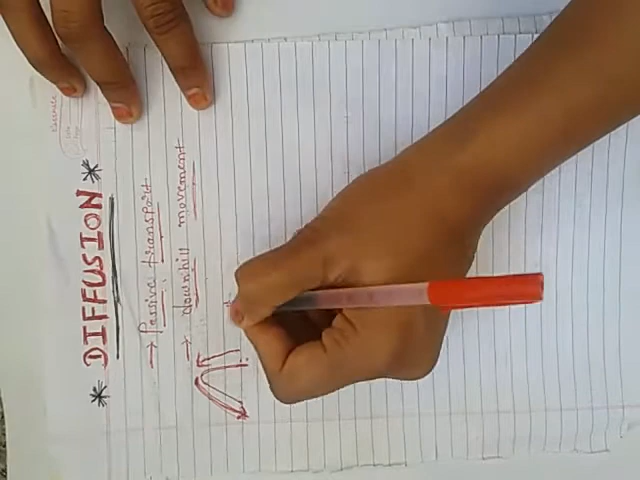 * DIFFUSION *
→ Passive transport
→ downhill movement